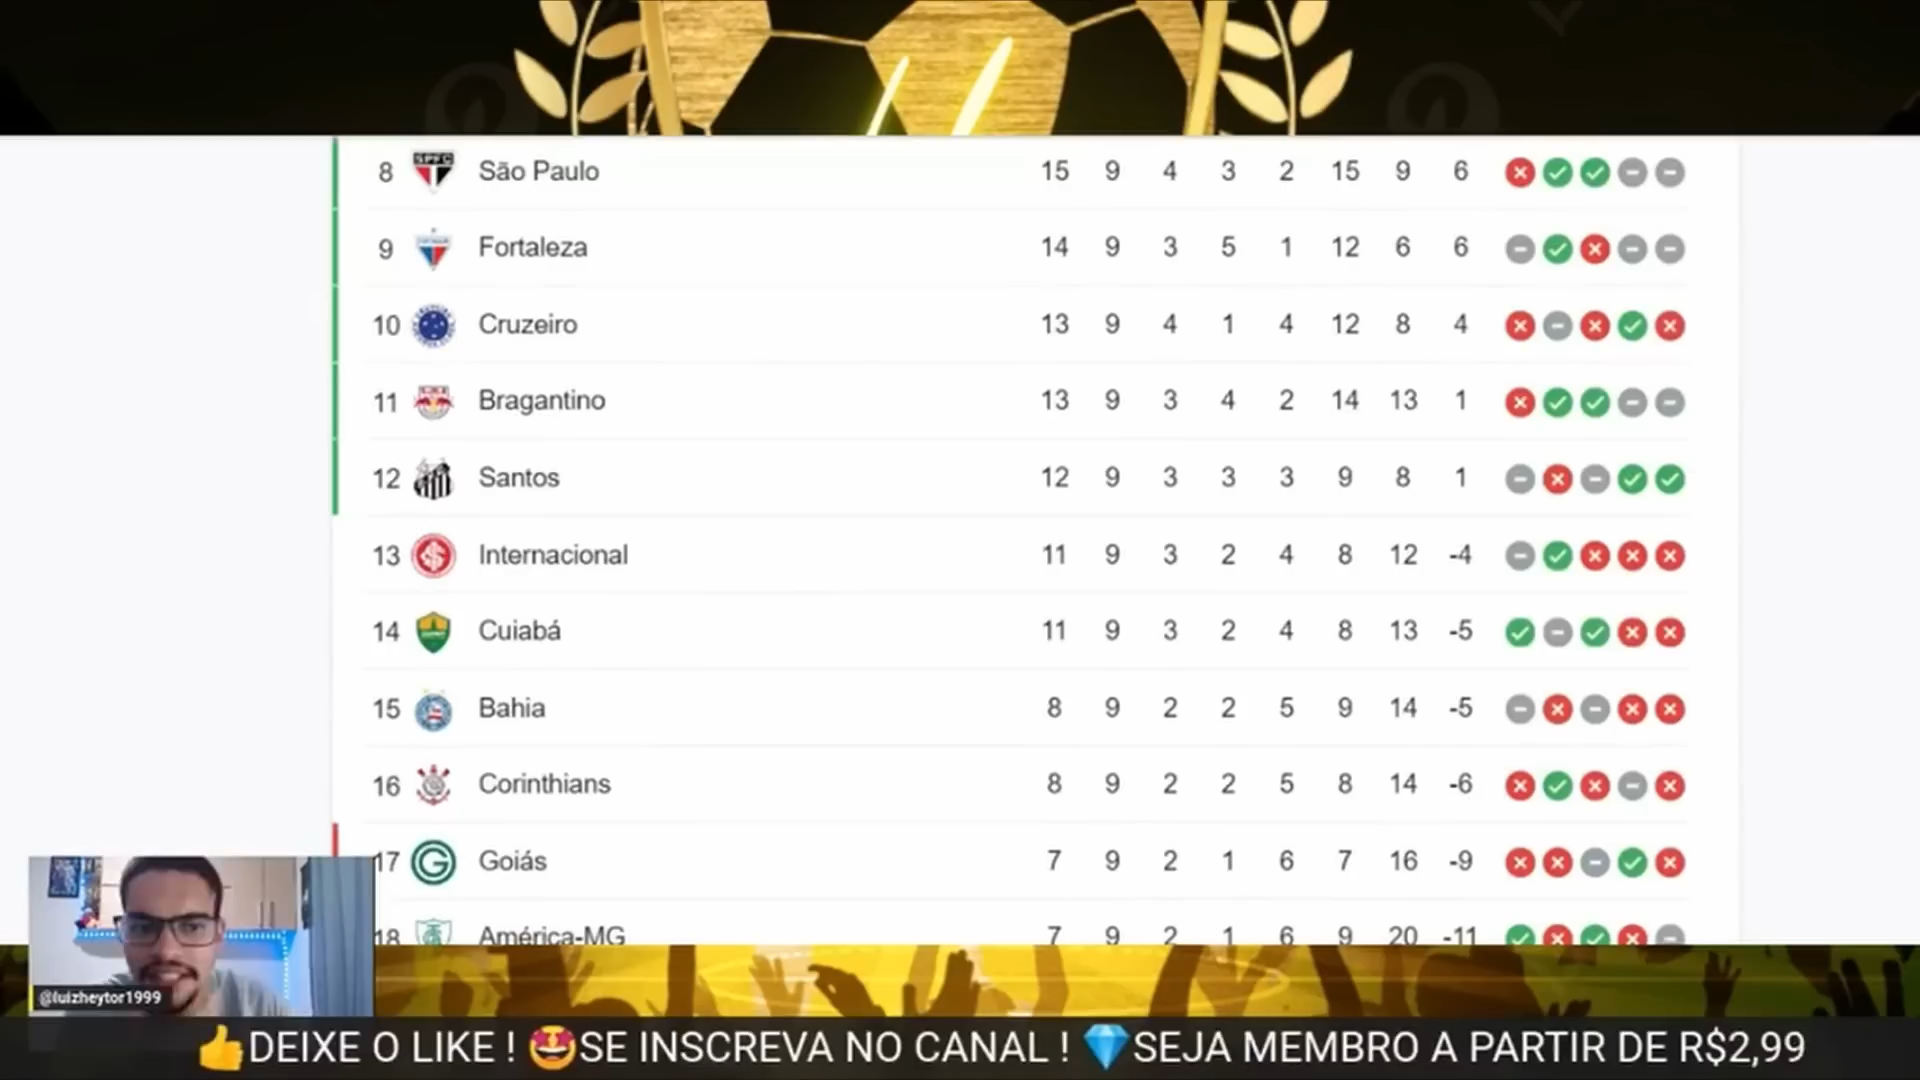 8 SPFC São Paulo 15 9 4 3 2 15 9 6
9 Fortaleza 14 9 3 5 1 12 6 6
10 Cruzeiro 13 9 4 1 4 12 8 4
11 Bragantino 13 9 3 4 2 14 13 1
12 Santos 12 9 3 3 3 9 8 1
13 Internacional 11 9 3 2 4 8 12 -4
14 Cuiabá 11 9 3 2 4 8 13 -5
15 Bahia 8 9 2 2 5 9 14 -5
16 Corinthians 8 9 2 2 5 8 14 -6
17 G Goiás 7 9 2 1 6 7 16 -9
18 América-MG 7 9 2 1 6 9 20 -11
@luizheytor1999
👍DEIXE O LIKE ! 🤩SE INSCREVA NO CANAL ! 💎SEJA MEMBRO A PARTIR DE R$2,99